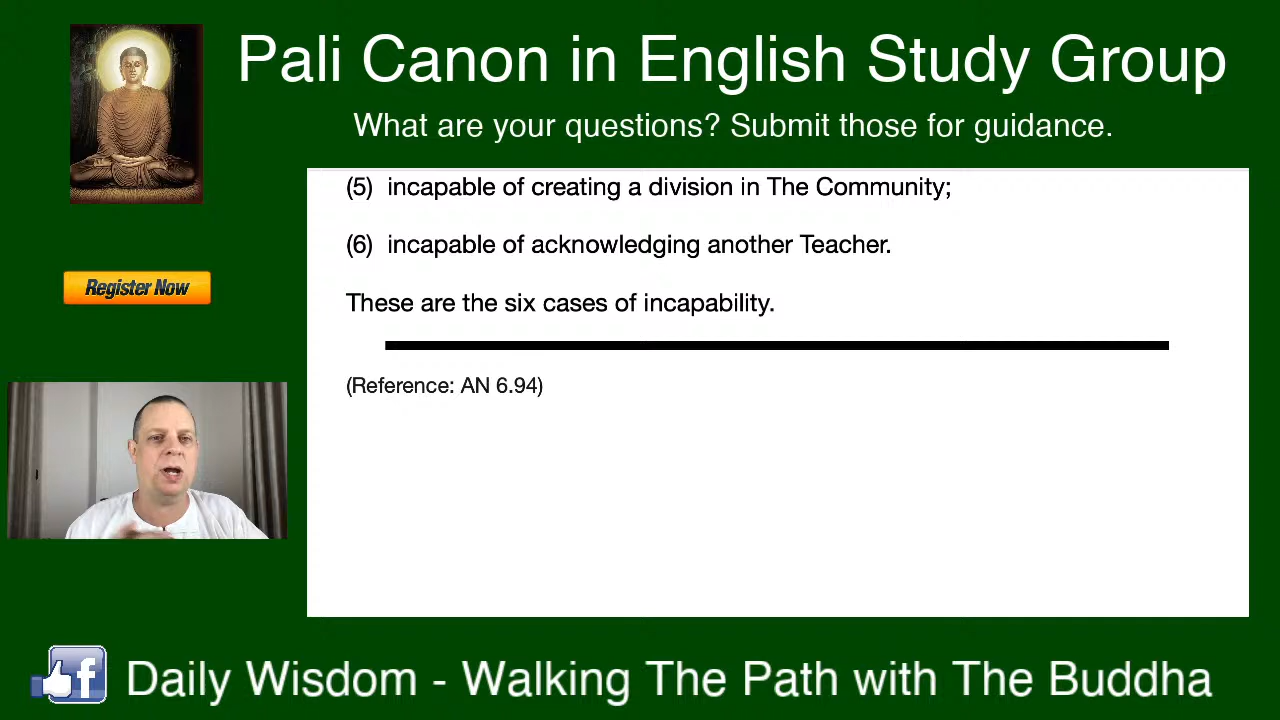 Pali Canon in English Study Group
What are your questions? Submit those for guidance.
(5) incapable of creating a division in The Community;
(6) incapable of acknowledging another Teacher.
These are the six cases of incapability.
(Reference: AN 6.94)
Register Now
f
Daily Wisdom - Walking The Path with The Buddha